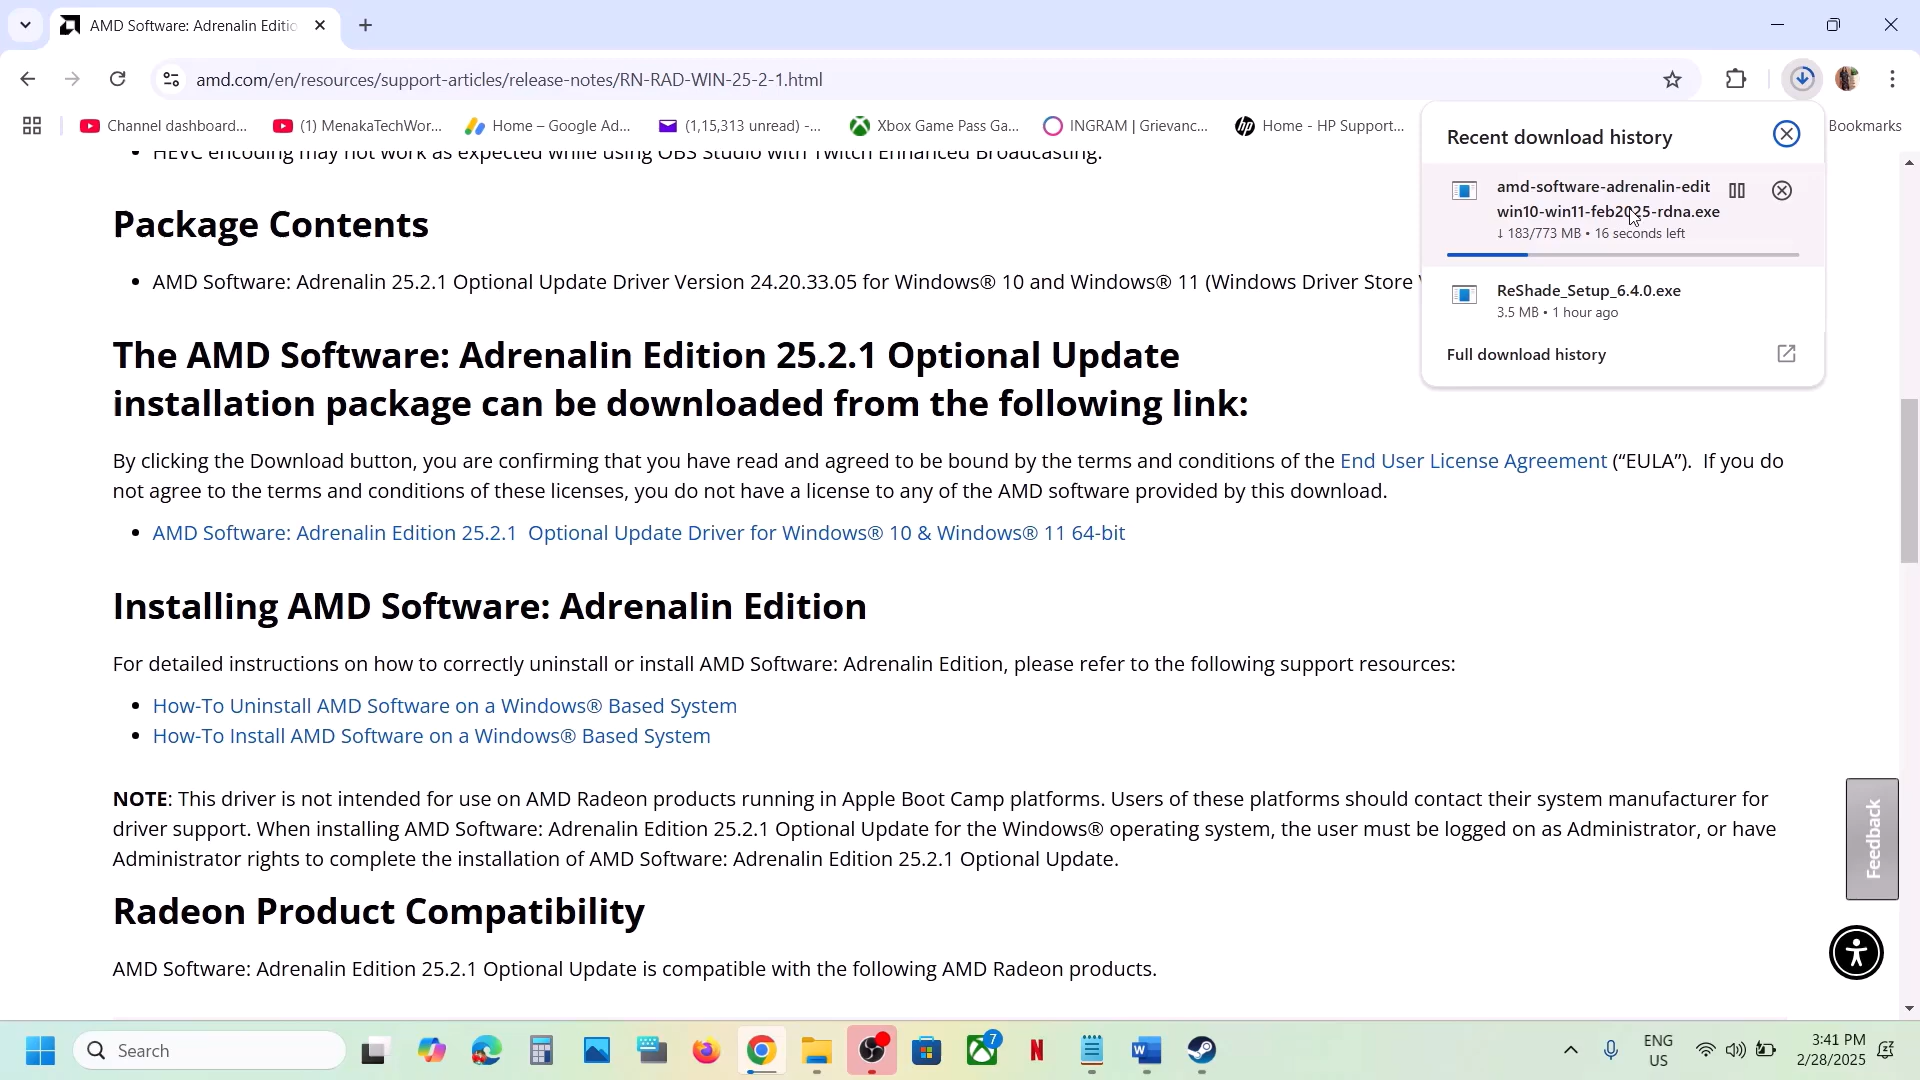 AMD Software: Adrenalin Editio
amd.com/en/resources/support-articles/release-notes/RN-RAD-WIN-25-2-1.html
Channel dashboard... (1) MenakaTechWor... Home – Google Ad... (1,15,313 unread) -... Xbox Game Pass Ga... INGRAM | Grievanc... Home - HP Support... Bookmarks
Recent download history
amd-software-adrenalin-edit
win10-win11-feb2025-rdna.exe
↓ 183/773 MB • 16 seconds left
ReShade_Setup_6.4.0.exe
3.5 MB • 1 hour ago
Full download history
HEVC encoding may not work as expected while using OBS Studio with Twitch Enhanced Broadcasting.
Package Contents
AMD Software: Adrenalin 25.2.1 Optional Update Driver Version 24.20.33.05 for Windows® 10 and Windows® 11 (Windows Driver Store
The AMD Software: Adrenalin Edition 25.2.1 Optional Update
installation package can be downloaded from the following link:
By clicking the Download button, you are confirming that you have read and agreed to be bound by the terms and conditions of the End User License Agreement (“EULA”). If you do
not agree to the terms and conditions of these licenses, you do not have a license to any of the AMD software provided by this download.
AMD Software: Adrenalin Edition 25.2.1 Optional Update Driver for Windows® 10 & Windows® 11 64-bit
Installing AMD Software: Adrenalin Edition
For detailed instructions on how to correctly uninstall or install AMD Software: Adrenalin Edition, please refer to the following support resources:
How-To Uninstall AMD Software on a Windows® Based System
How-To Install AMD Software on a Windows® Based System
NOTE: This driver is not intended for use on AMD Radeon products running in Apple Boot Camp platforms. Users of these platforms should contact their system manufacturer for
driver support. When installing AMD Software: Adrenalin Edition 25.2.1 Optional Update for the Windows® operating system, the user must be logged on as Administrator, or have
Administrator rights to complete the installation of AMD Software: Adrenalin Edition 25.2.1 Optional Update.
Feedback
Radeon Product Compatibility
AMD Software: Adrenalin Edition 25.2.1 Optional Update is compatible with the following AMD Radeon products.
Search
7
ENG
US
3:41 PM
2/28/2025